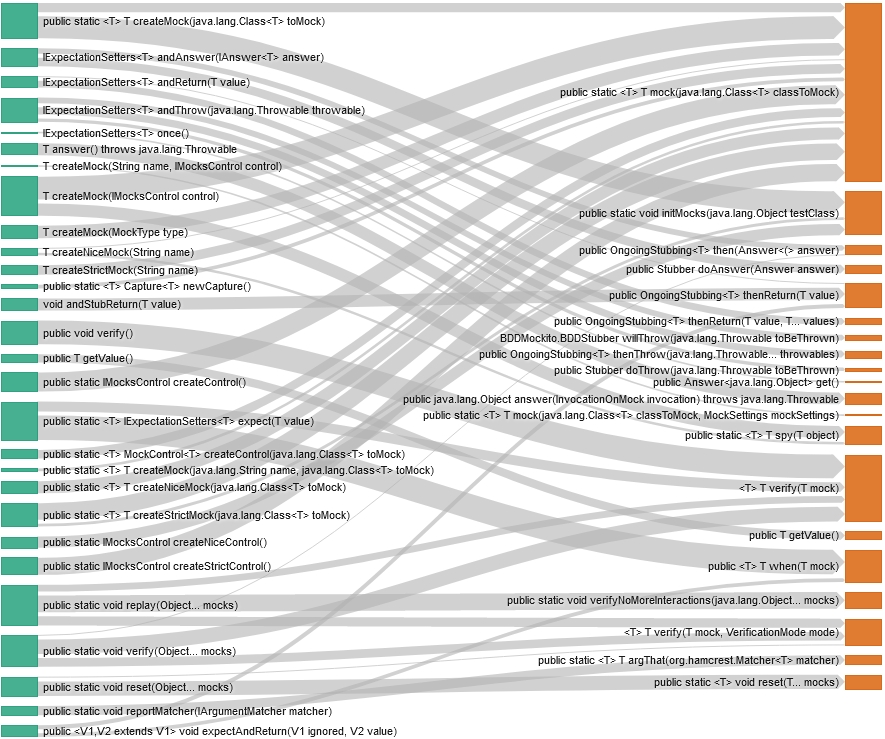 public static <T> T createMock(java.lang.Class<T> toMock)
IExpectationSetters<T> andAnswer(IAnswer<T> answer)
IExpectationSetters<T> andReturn(T value)
IExpectationSetters<T> andThrow(java.lang.Throwable throwable)
IExpectationSetters<T> once()
T answer() throws java.lang.Throwable
T createMock(String name, IMocksControl control)
T createMock(IMocksControl control)
T createMock(MockType type)
T createNiceMock(String name)
T createStrictMock(String name)
public static <T> Capture<T> newCapture()
void andStubReturn(T value)
public void verify()
public T getValue()
public static IMocksControl createControl()
public static <T> IExpectationSetters<T> expect(T value)
public static <T> MockControl<T> createControl(java.lang.Class<T> toMock)
public static <T> T createMock(java.lang.String name, java.lang.Class<T> toMock)
public static <T> T createNiceMock(java.lang.Class<T> toMock)
public static <T> T createStrictMock(java.lang.Class<T> toMock)
public static IMocksControl createNiceControl()
public static IMocksControl createStrictControl()
public static void replay(Object... mocks)
public static void verify(Object... mocks)
public static void reset(Object... mocks)
public static void reportMatcher(IArgumentMatcher matcher)
public <V1,V2 extends V1> void expectAndReturn(V1 ignored, V2 value)
public static <T> T mock(java.lang.Class<T> classToMock)
public static void initMocks(java.lang.Object testClass)
public OngoingStubbing<T> then(Answer<(> answer)
public Stubber doAnswer(Answer answer)
public OngoingStubbing<T> thenReturn(T value)
public OngoingStubbing<T> thenReturn(T value, T... values)
BDDMockito.BDDStubber willThrow(java.lang.Throwable toBeThrown)
public OngoingStubbing<T> thenThrow(java.lang.Throwable... throwables)
public Stubber doThrow(java.lang.Throwable toBeThrown)
public Answer<java.lang.Object> get()
public java.lang.Object answer(InvocationOnMock invocation) throws java.lang.Throwable
public static <T> T mock(java.lang.Class<T> classToMock, MockSettings mockSettings)
public static <T> T spy(T object)
<T> T verify(T mock)
public T getValue()
public <T> T when(T mock)
public static void verifyNoMoreInteractions(java.lang.Object... mocks)
<T> T verify(T mock, VerificationMode mode)
public static <T> T argThat(org.hamcrest.Matcher<T> matcher)
public static <T> void reset(T... mocks)